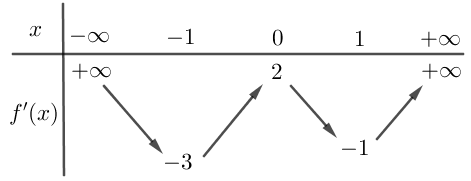 x −∞ −1 0 1 +∞
+∞ 2 +∞
f′(x)
−3 −1